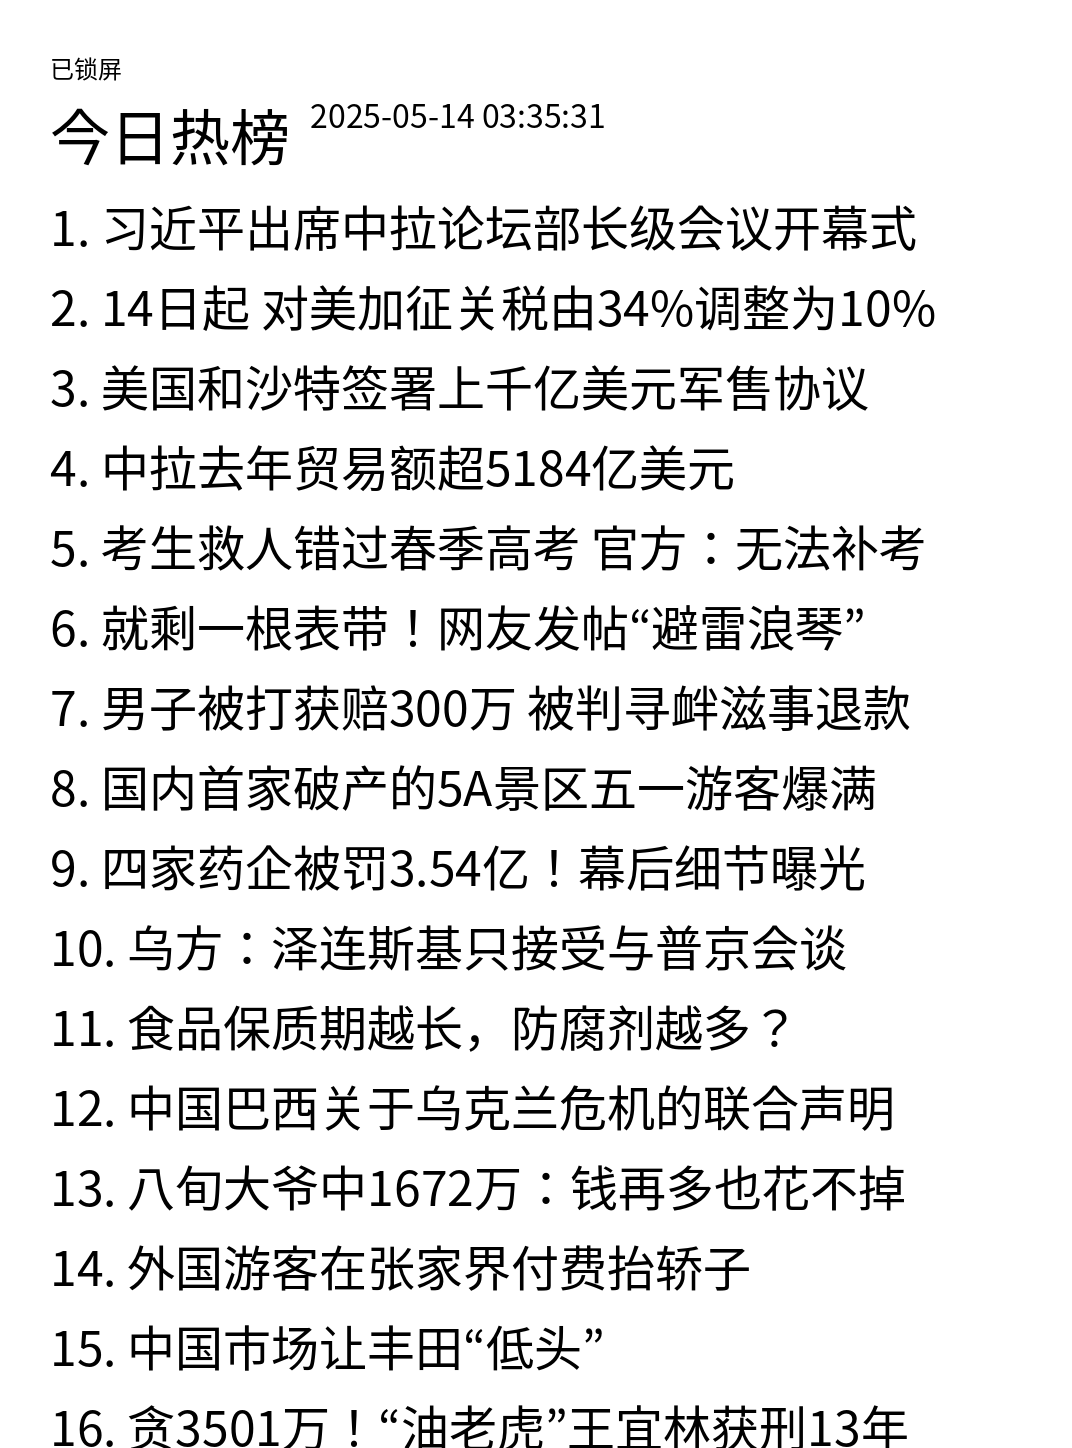 已锁屏
今日热榜 2025-05-14 03:35:31
1. 习近平出席中拉论坛部长级会议开幕式
2. 14日起 对美加征关税由34%调整为10%
3. 美国和沙特签署上千亿美元军售协议
4. 中拉去年贸易额超5184亿美元
5. 考生救人错过春季高考 官方：无法补考
6. 就剩一根表带！网友发帖“避雷浪琴”
7. 男子被打获赔300万 被判寻衅滋事退款
8. 国内首家破产的5A景区五一游客爆满
9. 四家药企被罚3.54亿！幕后细节曝光
10. 乌方：泽连斯基只接受与普京会谈
11. 食品保质期越长，防腐剂越多？
12. 中国巴西关于乌克兰危机的联合声明
13. 八旬大爷中1672万：钱再多也花不掉
14. 外国游客在张家界付费抬轿子
15. 中国市场让丰田“低头”
16. 贪3501万！“油老虎”王宜林获刑13年